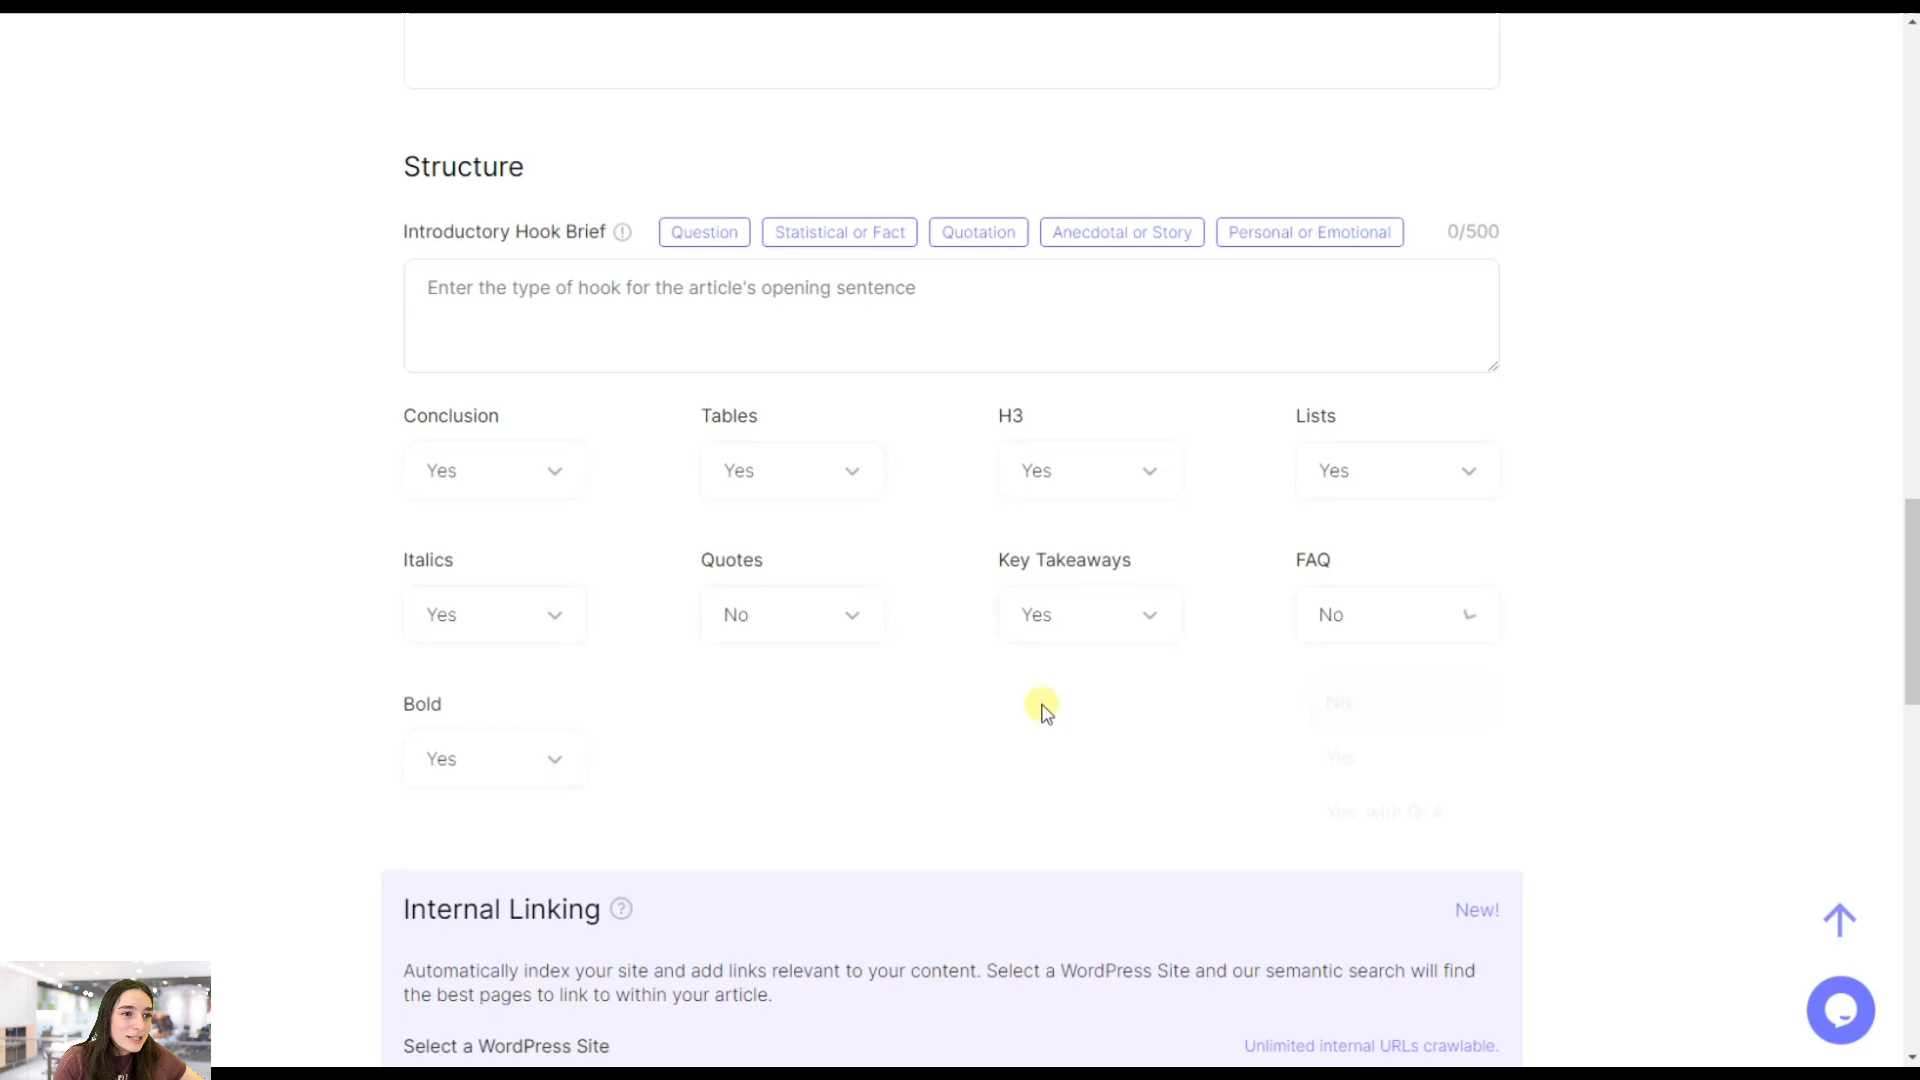 Structure
Introductory Hook Brief
Question
Statistical or Fact
Quotation
Anecdotal or Story
Personal or Emotional
0/500
Enter the type of hook for the article's opening sentence
Conclusion
Tables
H3
Lists
Yes
Yes
Yes
Yes
Italics
Quotes
Key Takeaways
FAQ
Yes
No
Yes
No
Bold
No
Yes
Yes
Internal Linking
New!
Automatically index your site and add links relevant to your content. Select a WordPress Site and our semantic search will find
the best pages to link to within your article.
Select a WordPress Site
Unlimited internal URLs crawlable.